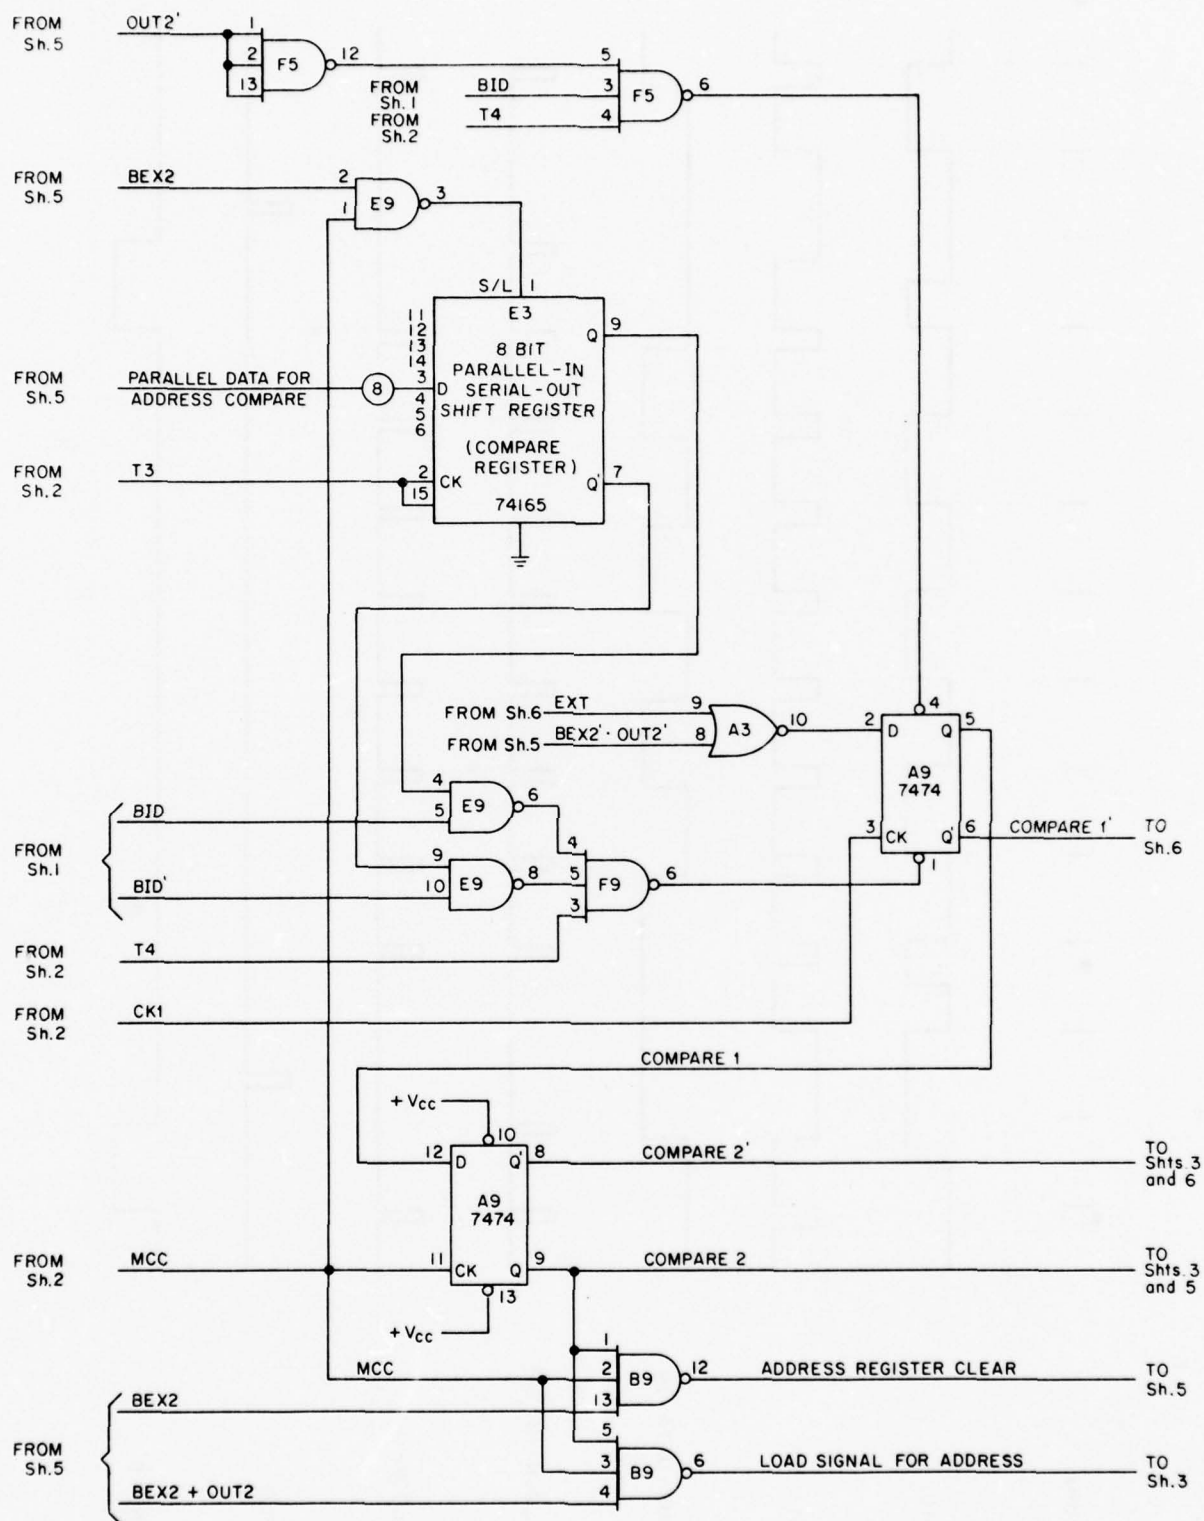 FROM
Sh.5
OUT2'
1
2
13
F5
12
5
FROM
Sh.1
BID
3
FROM
Sh.2
T4
4
F5
6
FROM
Sh.5
BEX2
2
1
E9
3
S/L
1
E3
8 BIT
PARALLEL-IN
SERIAL-OUT
SHIFT REGISTER
(COMPARE
REGISTER)
74165
11
12
13
14
3
4
5
6
D
Q
9
FROM
Sh.5
PARALLEL DATA FOR
ADDRESS COMPARE
8
FROM
Sh.2
T3
2
15
CK
Q'
7
FROM Sh.6
EXT
9
FROM Sh.5
BEX2'·OUT2'
8
A3
10
2
D
4
Q
5
A9
7474
3
CK
Q'
6
1
COMPARE 1'
TO
Sh.6
FROM
Sh.1
BID
4
5
E9
6
BID'
9
10
E9
8
4
5
3
F9
6
FROM
Sh.2
T4
FROM
Sh.2
CK1
COMPARE 1
+Vcc
10
12
D
Q'
8
COMPARE 2'
TO
Shts.3
and 6
A9
7474
FROM
Sh.2
MCC
11
CK
Q
9
COMPARE 2
TO
Shts.3
and 5
13
+Vcc
MCC
1
2
13
B9
12
ADDRESS REGISTER CLEAR
TO
Sh.5
FROM
Sh.5
BEX2
BEX2 + OUT2
5
3
4
B9
6
LOAD SIGNAL FOR ADDRESS
TO
Sh.3